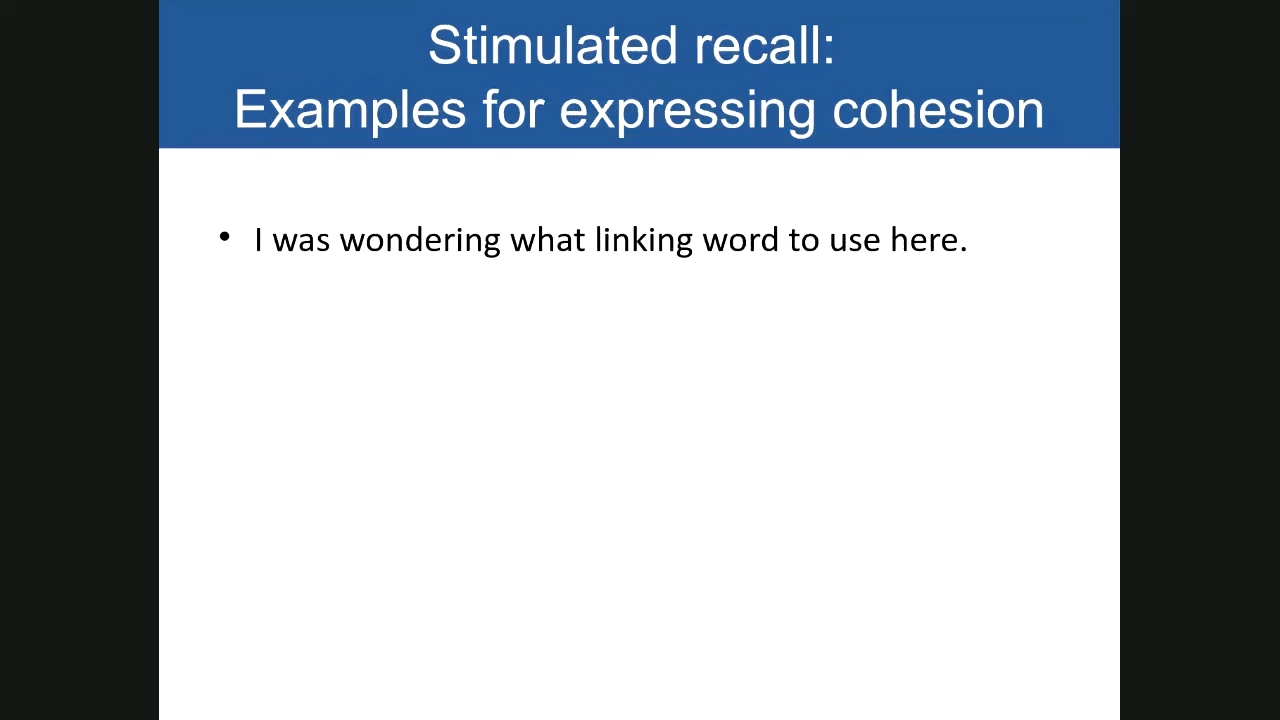 Stimulated recall:
Examples for expressing cohesion
• I was wondering what linking word to use here.